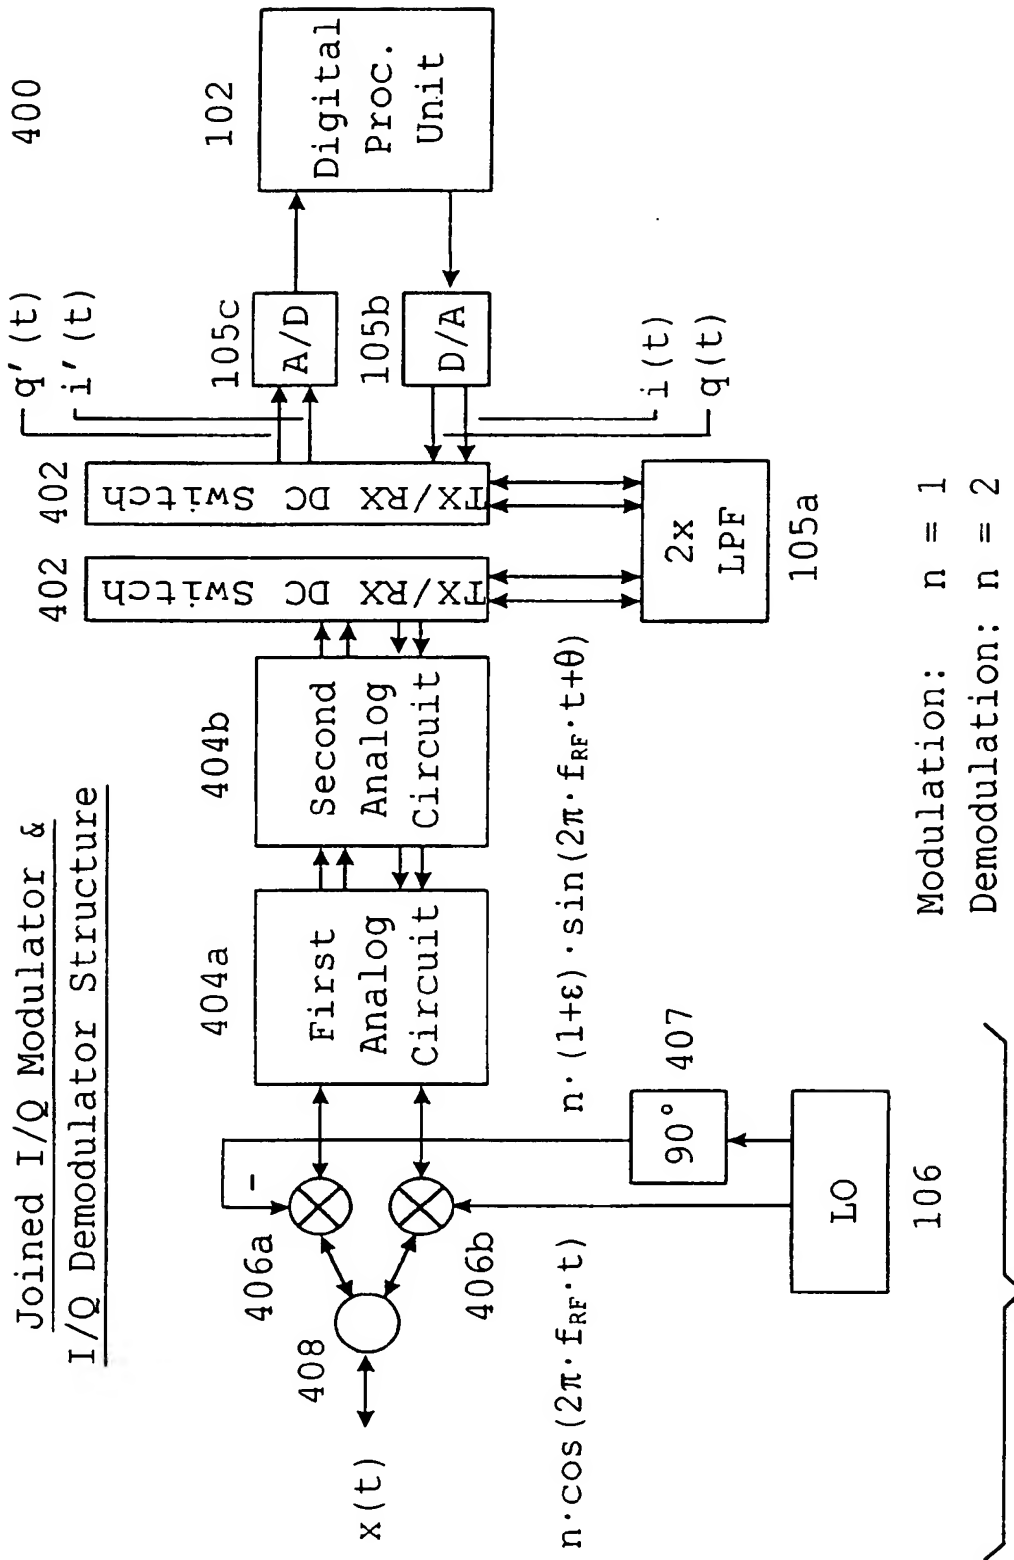 Joined I/Q Modulator &
I/Q Demodulator Structure
400
x(t)
408
406a
406b
-
404a
First
Analog
Circuit
404b
Second
Analog
Circuit
402
TX/RX DC Switch
402
TX/RX DC Switch
q'(t)
i'(t)
105c
A/D
105b
D/A
i(t)
q(t)
102
Digital
Proc.
Unit
2x
LPF
105a
n·cos(2π·fRF·t)
n·(1+ε)·sin(2π·fRF·t+θ)
90°
407
LO
106
Modulation: n = 1
Demodulation: n = 2